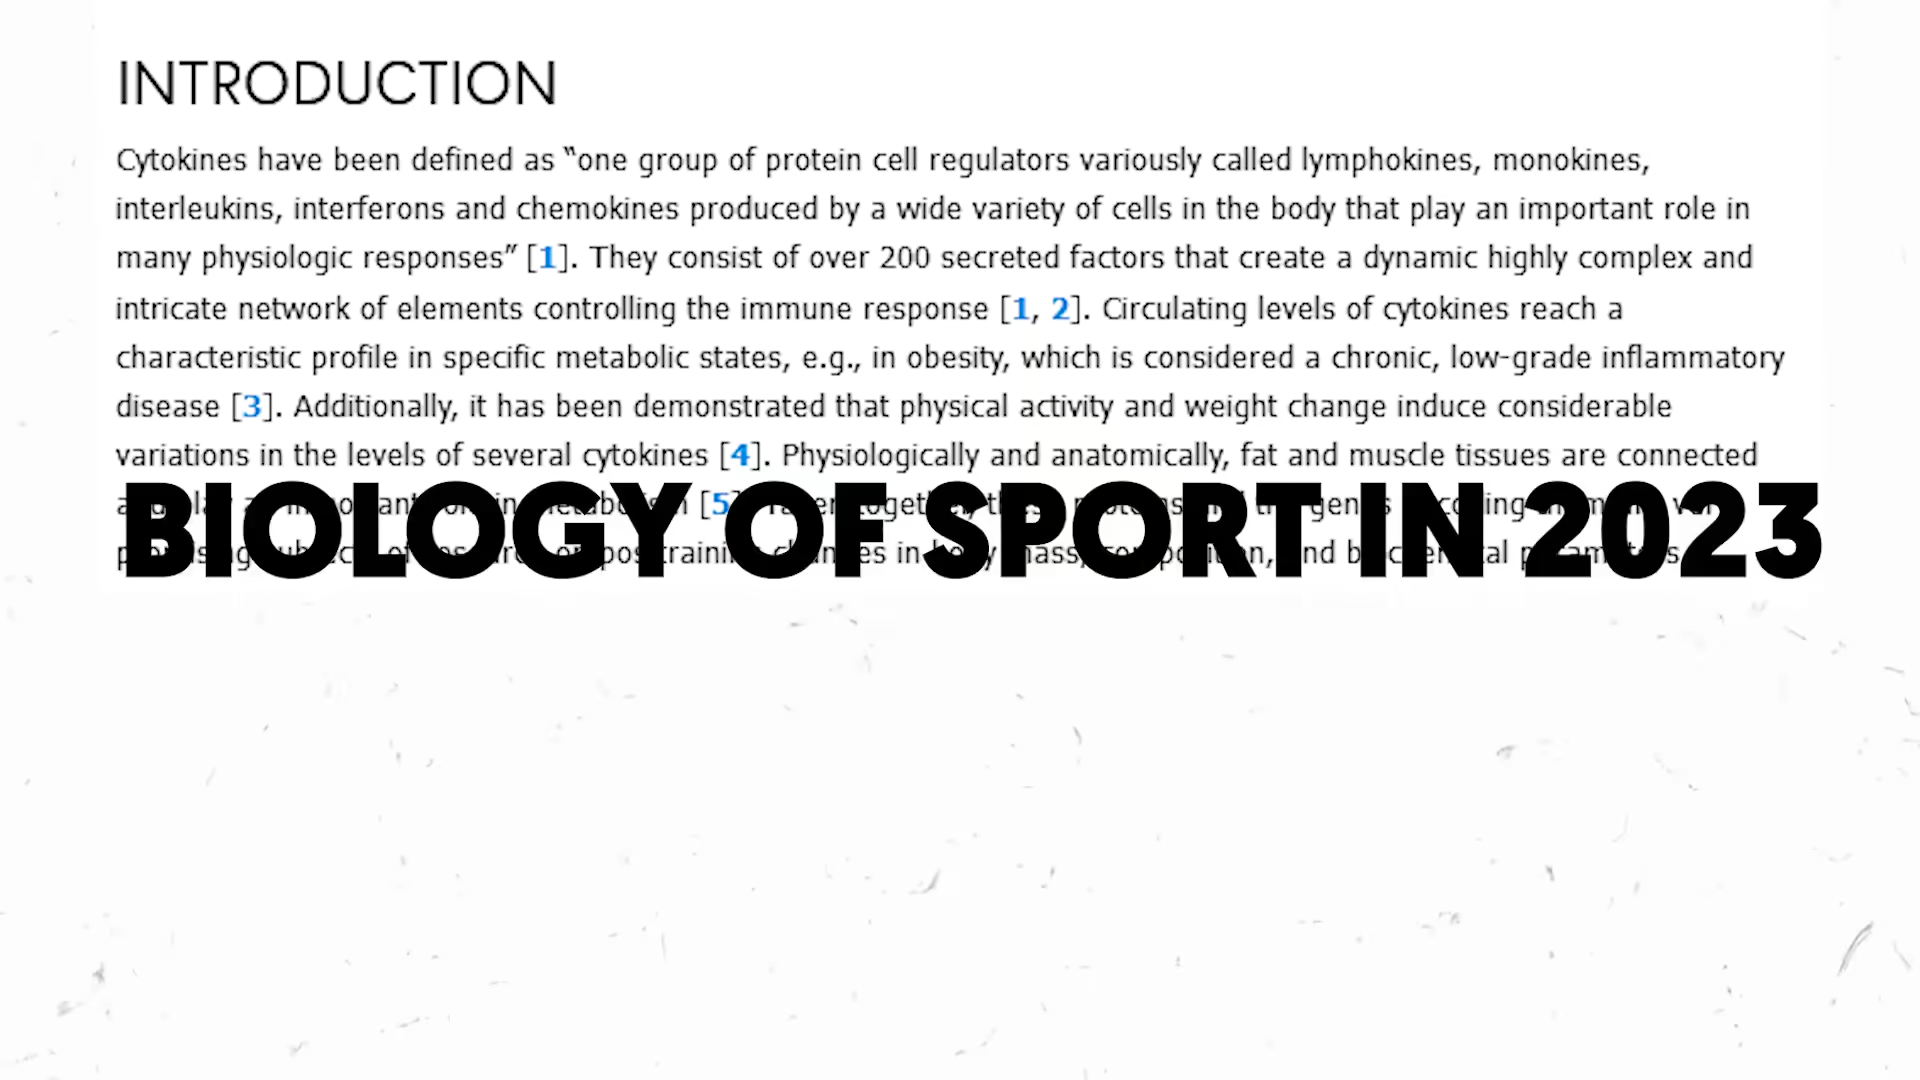 INTRODUCTION
Cytokines have been defined as “one group of protein cell regulators variously called lymphokines, monokines,
interleukins, interferons and chemokines produced by a wide variety of cells in the body that play an important role in
many physiologic responses” [1]. They consist of over 200 secreted factors that create a dynamic highly complex and
intricate network of elements controlling the immune response [1, 2]. Circulating levels of cytokines reach a
characteristic profile in specific metabolic states, e.g., in obesity, which is considered a chronic, low-grade inflammatory
disease [3]. Additionally, it has been demonstrated that physical activity and weight change induce considerable
variations in the levels of several cytokines [4]. Physiologically and anatomically, fat and muscle tissues are connected
[5]
in
BIOLOGY OF SPORT IN 2023